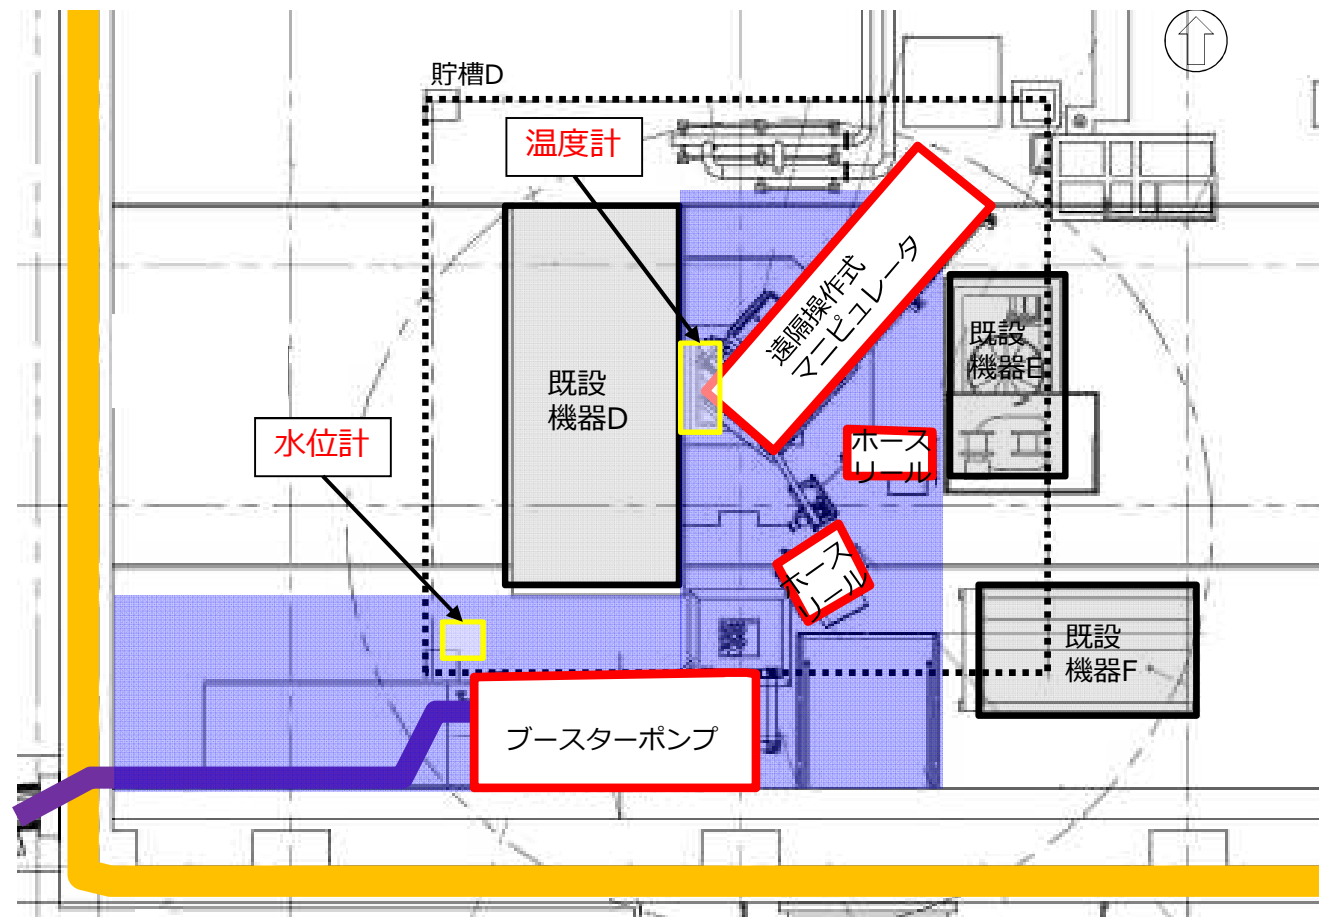 貯槽D
温度計
遠隔操作式
マニピュレータ
既設
機器E
既設
機器D
水位計
ホース
リール
ホース
リール
既設
機器F
ブースターポンプ